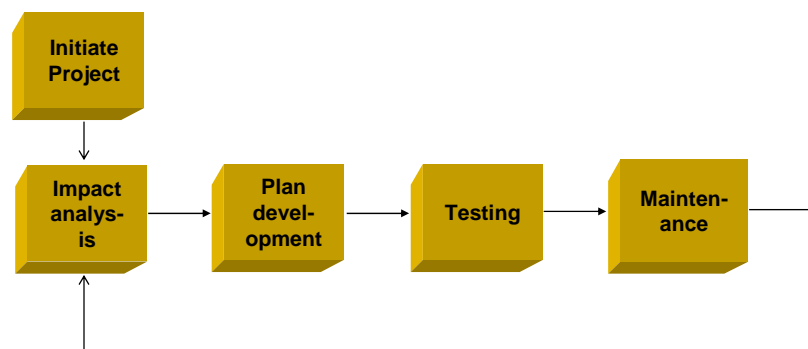 Initiate
Project
Impact
analys-
is
Plan
devel-
opment
Testing
Mainten-
ance